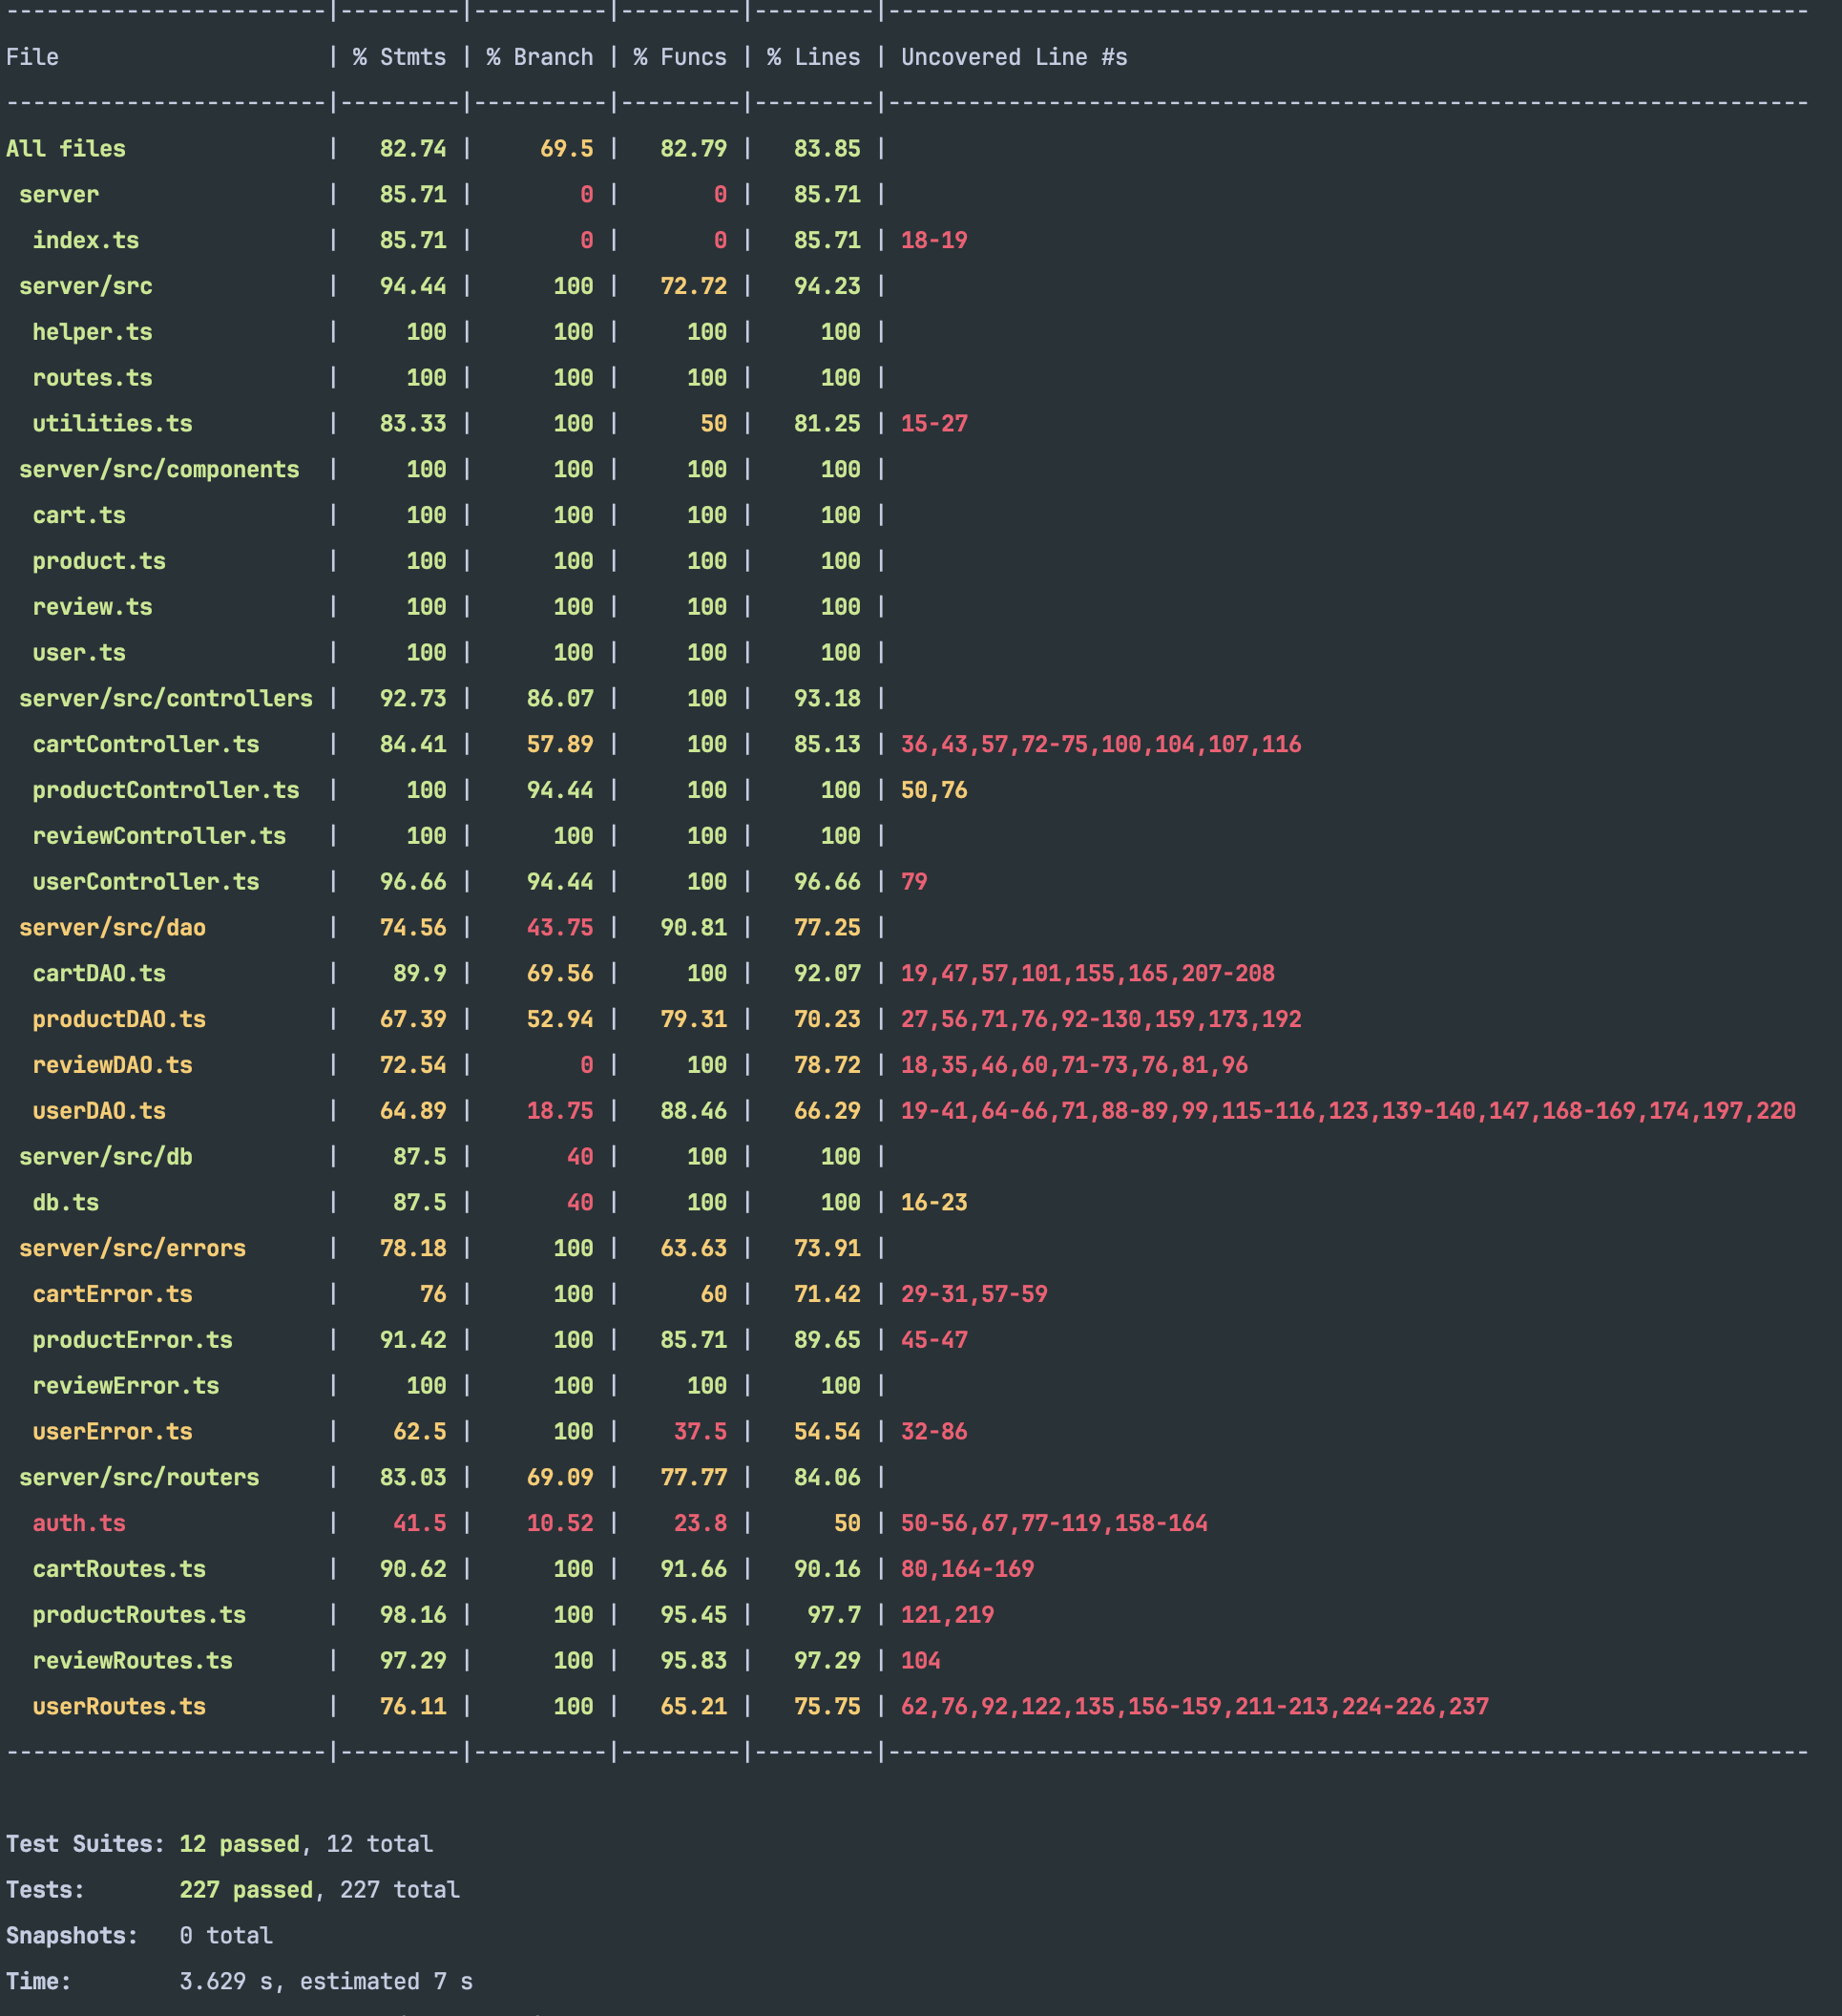 ------------------------|---------|----------|---------|---------|---------------------------------------------------------------------
File                    | % Stmts | % Branch | % Funcs | % Lines | Uncovered Line #s
------------------------|---------|----------|---------|---------|---------------------------------------------------------------------
All files               |   82.74 |     69.5 |   82.79 |   83.85 |
 server                 |   85.71 |        0 |       0 |   85.71 |
  index.ts              |   85.71 |        0 |       0 |   85.71 | 18-19
 server/src             |   94.44 |      100 |   72.72 |   94.23 |
  helper.ts             |     100 |      100 |     100 |     100 |
  routes.ts             |     100 |      100 |     100 |     100 |
  utilities.ts          |   83.33 |      100 |      50 |   81.25 | 15-27
 server/src/components  |     100 |      100 |     100 |     100 |
  cart.ts               |     100 |      100 |     100 |     100 |
  product.ts            |     100 |      100 |     100 |     100 |
  review.ts             |     100 |      100 |     100 |     100 |
  user.ts               |     100 |      100 |     100 |     100 |
 server/src/controllers |   92.73 |    86.07 |     100 |   93.18 |
  cartController.ts     |   84.41 |    57.89 |     100 |   85.13 | 36,43,57,72-75,100,104,107,116
  productController.ts  |     100 |    94.44 |     100 |     100 | 50,76
  reviewController.ts   |     100 |      100 |     100 |     100 |
  userController.ts     |   96.66 |    94.44 |     100 |   96.66 | 79
 server/src/dao         |   74.56 |    43.75 |   90.81 |   77.25 |
  cartDAO.ts            |    89.9 |    69.56 |     100 |   92.07 | 19,47,57,101,155,165,207-208
  productDAO.ts         |   67.39 |    52.94 |   79.31 |   70.23 | 27,56,71,76,92-130,159,173,192
  reviewDAO.ts          |   72.54 |        0 |     100 |   78.72 | 18,35,46,60,71-73,76,81,96
  userDAO.ts            |   64.89 |    18.75 |   88.46 |   66.29 | 19-41,64-66,71,88-89,99,115-116,123,139-140,147,168-169,174,197,220
 server/src/db          |    87.5 |       40 |     100 |     100 |
  db.ts                 |    87.5 |       40 |     100 |     100 | 16-23
 server/src/errors      |   78.18 |      100 |   63.63 |   73.91 |
  cartError.ts          |      76 |      100 |      60 |   71.42 | 29-31,57-59
  productError.ts       |   91.42 |      100 |   85.71 |   89.65 | 45-47
  reviewError.ts        |     100 |      100 |     100 |     100 |
  userError.ts          |    62.5 |      100 |    37.5 |   54.54 | 32-86
 server/src/routers     |   83.03 |    69.09 |   77.77 |   84.06 |
  auth.ts               |    41.5 |    10.52 |    23.8 |      50 | 50-56,67,77-119,158-164
  cartRoutes.ts         |   90.62 |      100 |   91.66 |   90.16 | 80,164-169
  productRoutes.ts      |   98.16 |      100 |   95.45 |    97.7 | 121,219
  reviewRoutes.ts       |   97.29 |      100 |   95.83 |   97.29 | 104
  userRoutes.ts         |   76.11 |      100 |   65.21 |   75.75 | 62,76,92,122,135,156-159,211-213,224-226,237
------------------------|---------|----------|---------|---------|---------------------------------------------------------------------
Test Suites: 12 passed, 12 total
Tests:       227 passed, 227 total
Snapshots:   0 total
Time:        3.629 s, estimated 7 s